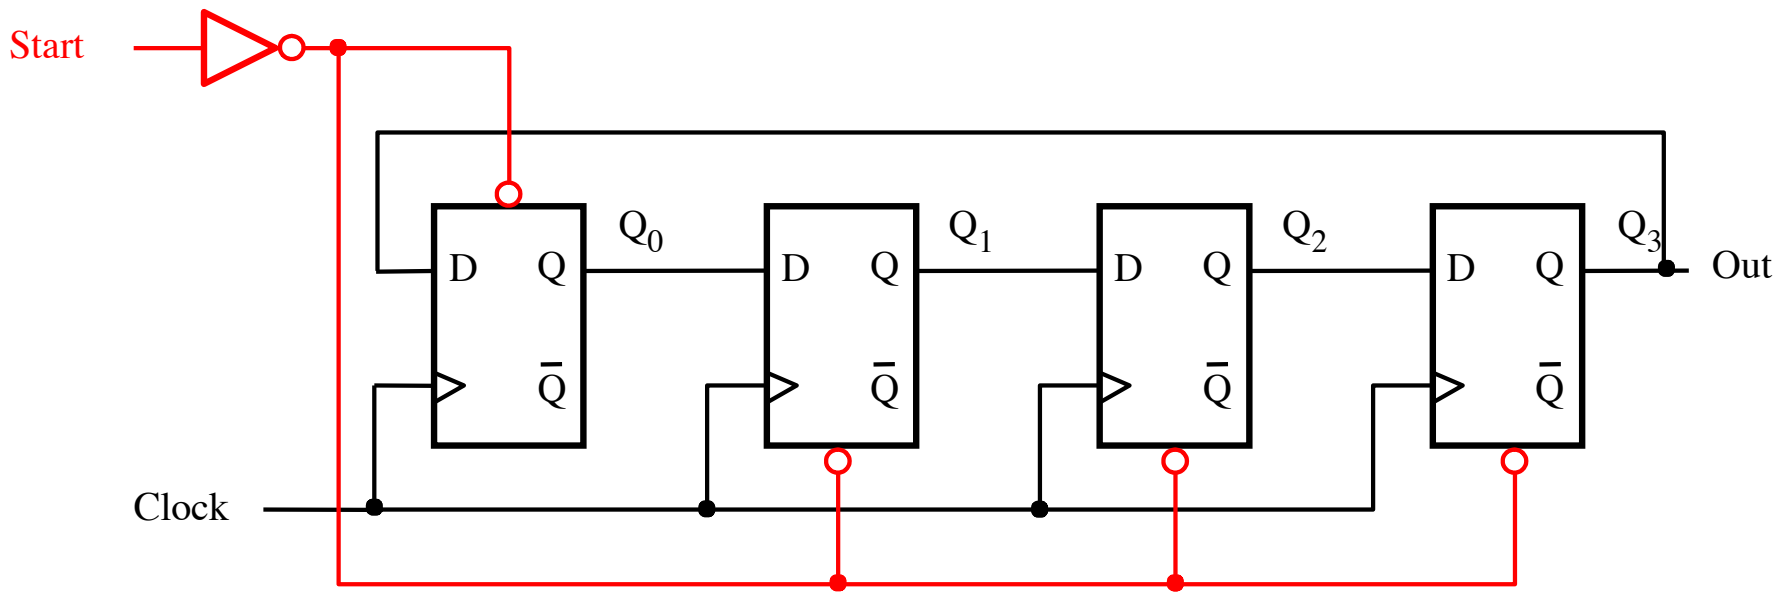 Start
Q₀ Q₁ Q₂ Q₃
D Q D Q D Q D Q Out
Q̅ Q̅ Q̅ Q̅
Clock